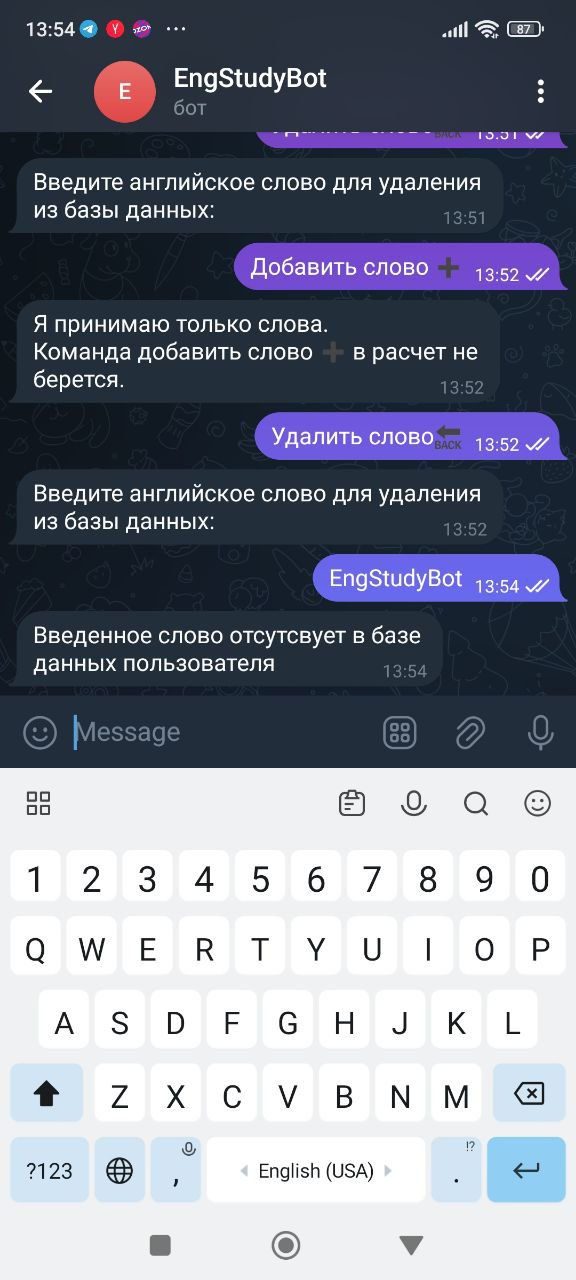 13:54 87
E EngStudyBot
бот
Удалить слово BACK 13:51
Введите английское слово для удаления
из базы данных:
13:51
Добавить слово ➕ 13:52
Я принимаю только слова.
Команда добавить слово ➕ в расчет не
берется.
13:52
Удалить слово BACK 13:52
Введите английское слово для удаления
из базы данных:
13:52
EngStudyBot 13:54
Введенное слово отсутсвует в базе
данных пользователя
13:54
Message
1 2 3 4 5 6 7 8 9 0
Q W E R T Y U I O P
A S D F G H J K L
Z X C V B N M
?123 , English (USA) . !?